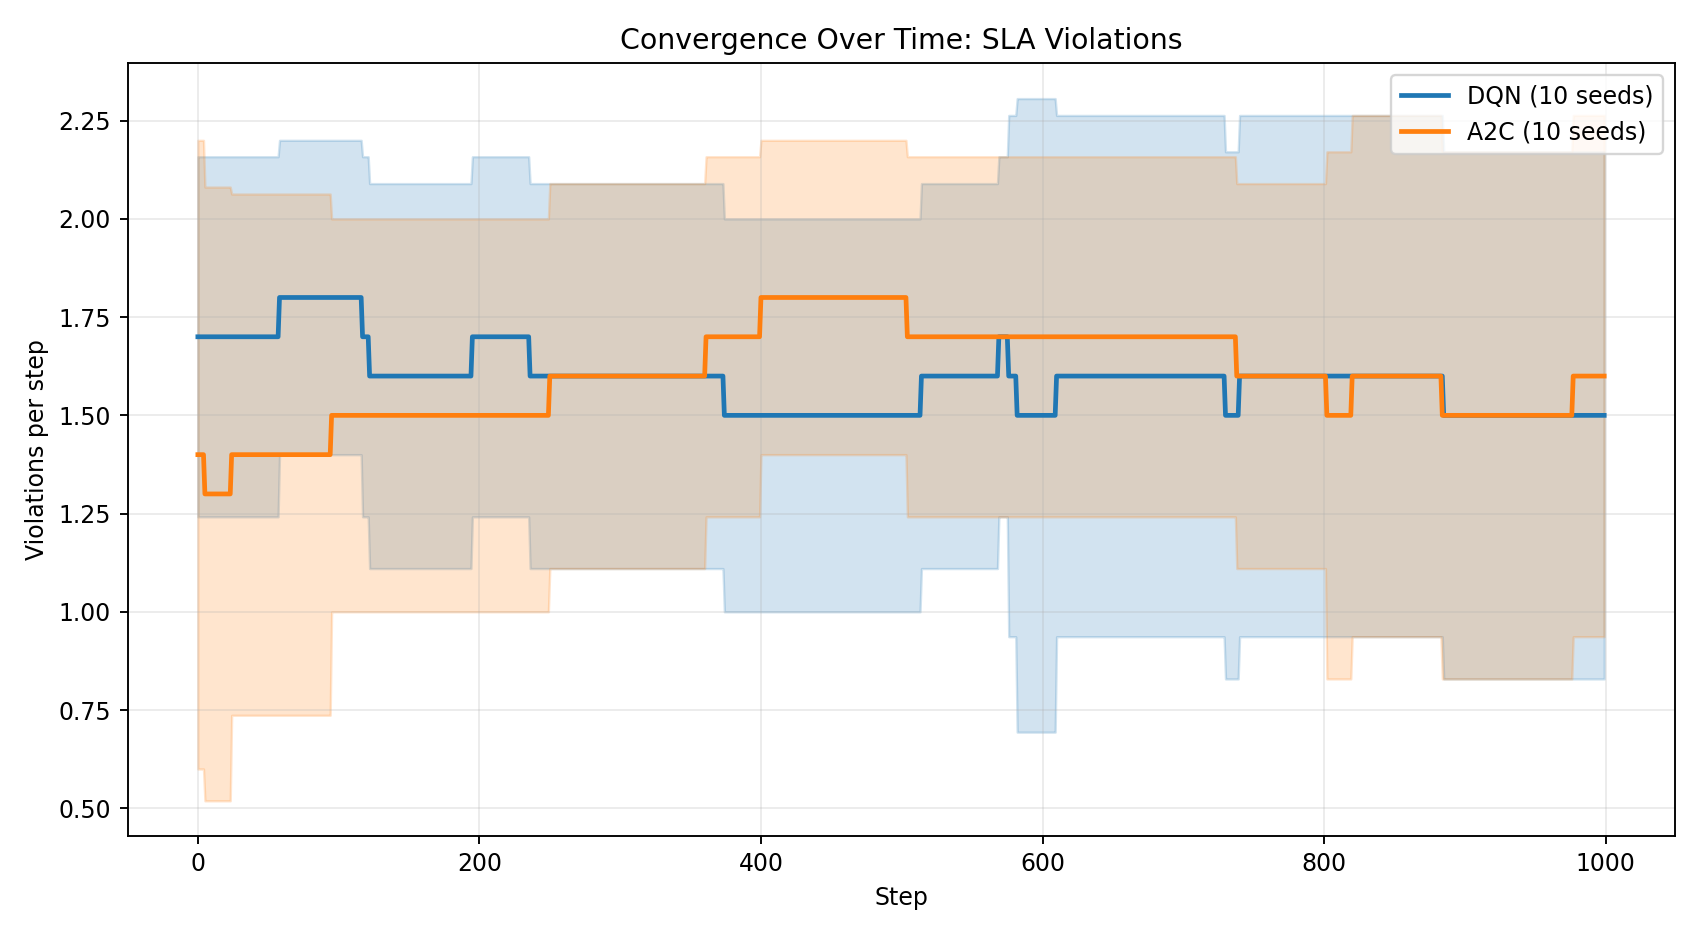 Convergence Over Time: SLA Violations
DQN (10 seeds)
A2C (10 seeds)
Violations per step
2.25
2.00
1.75
1.50
1.25
1.00
0.75
0.50
0
200
400
600
800
1000
Step